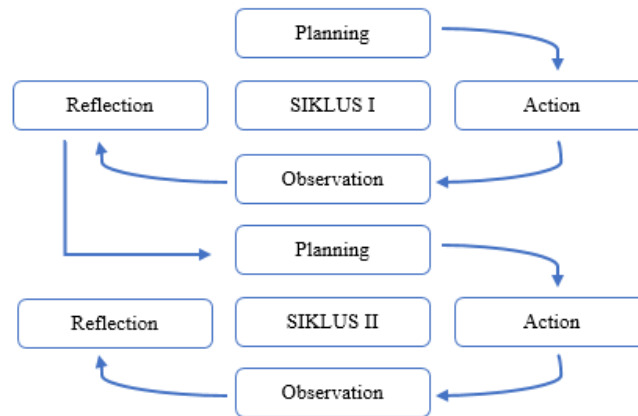 Planning
Reflection
SIKLUS I
Action
Observation
Planning
Reflection
SIKLUS II
Action
Observation